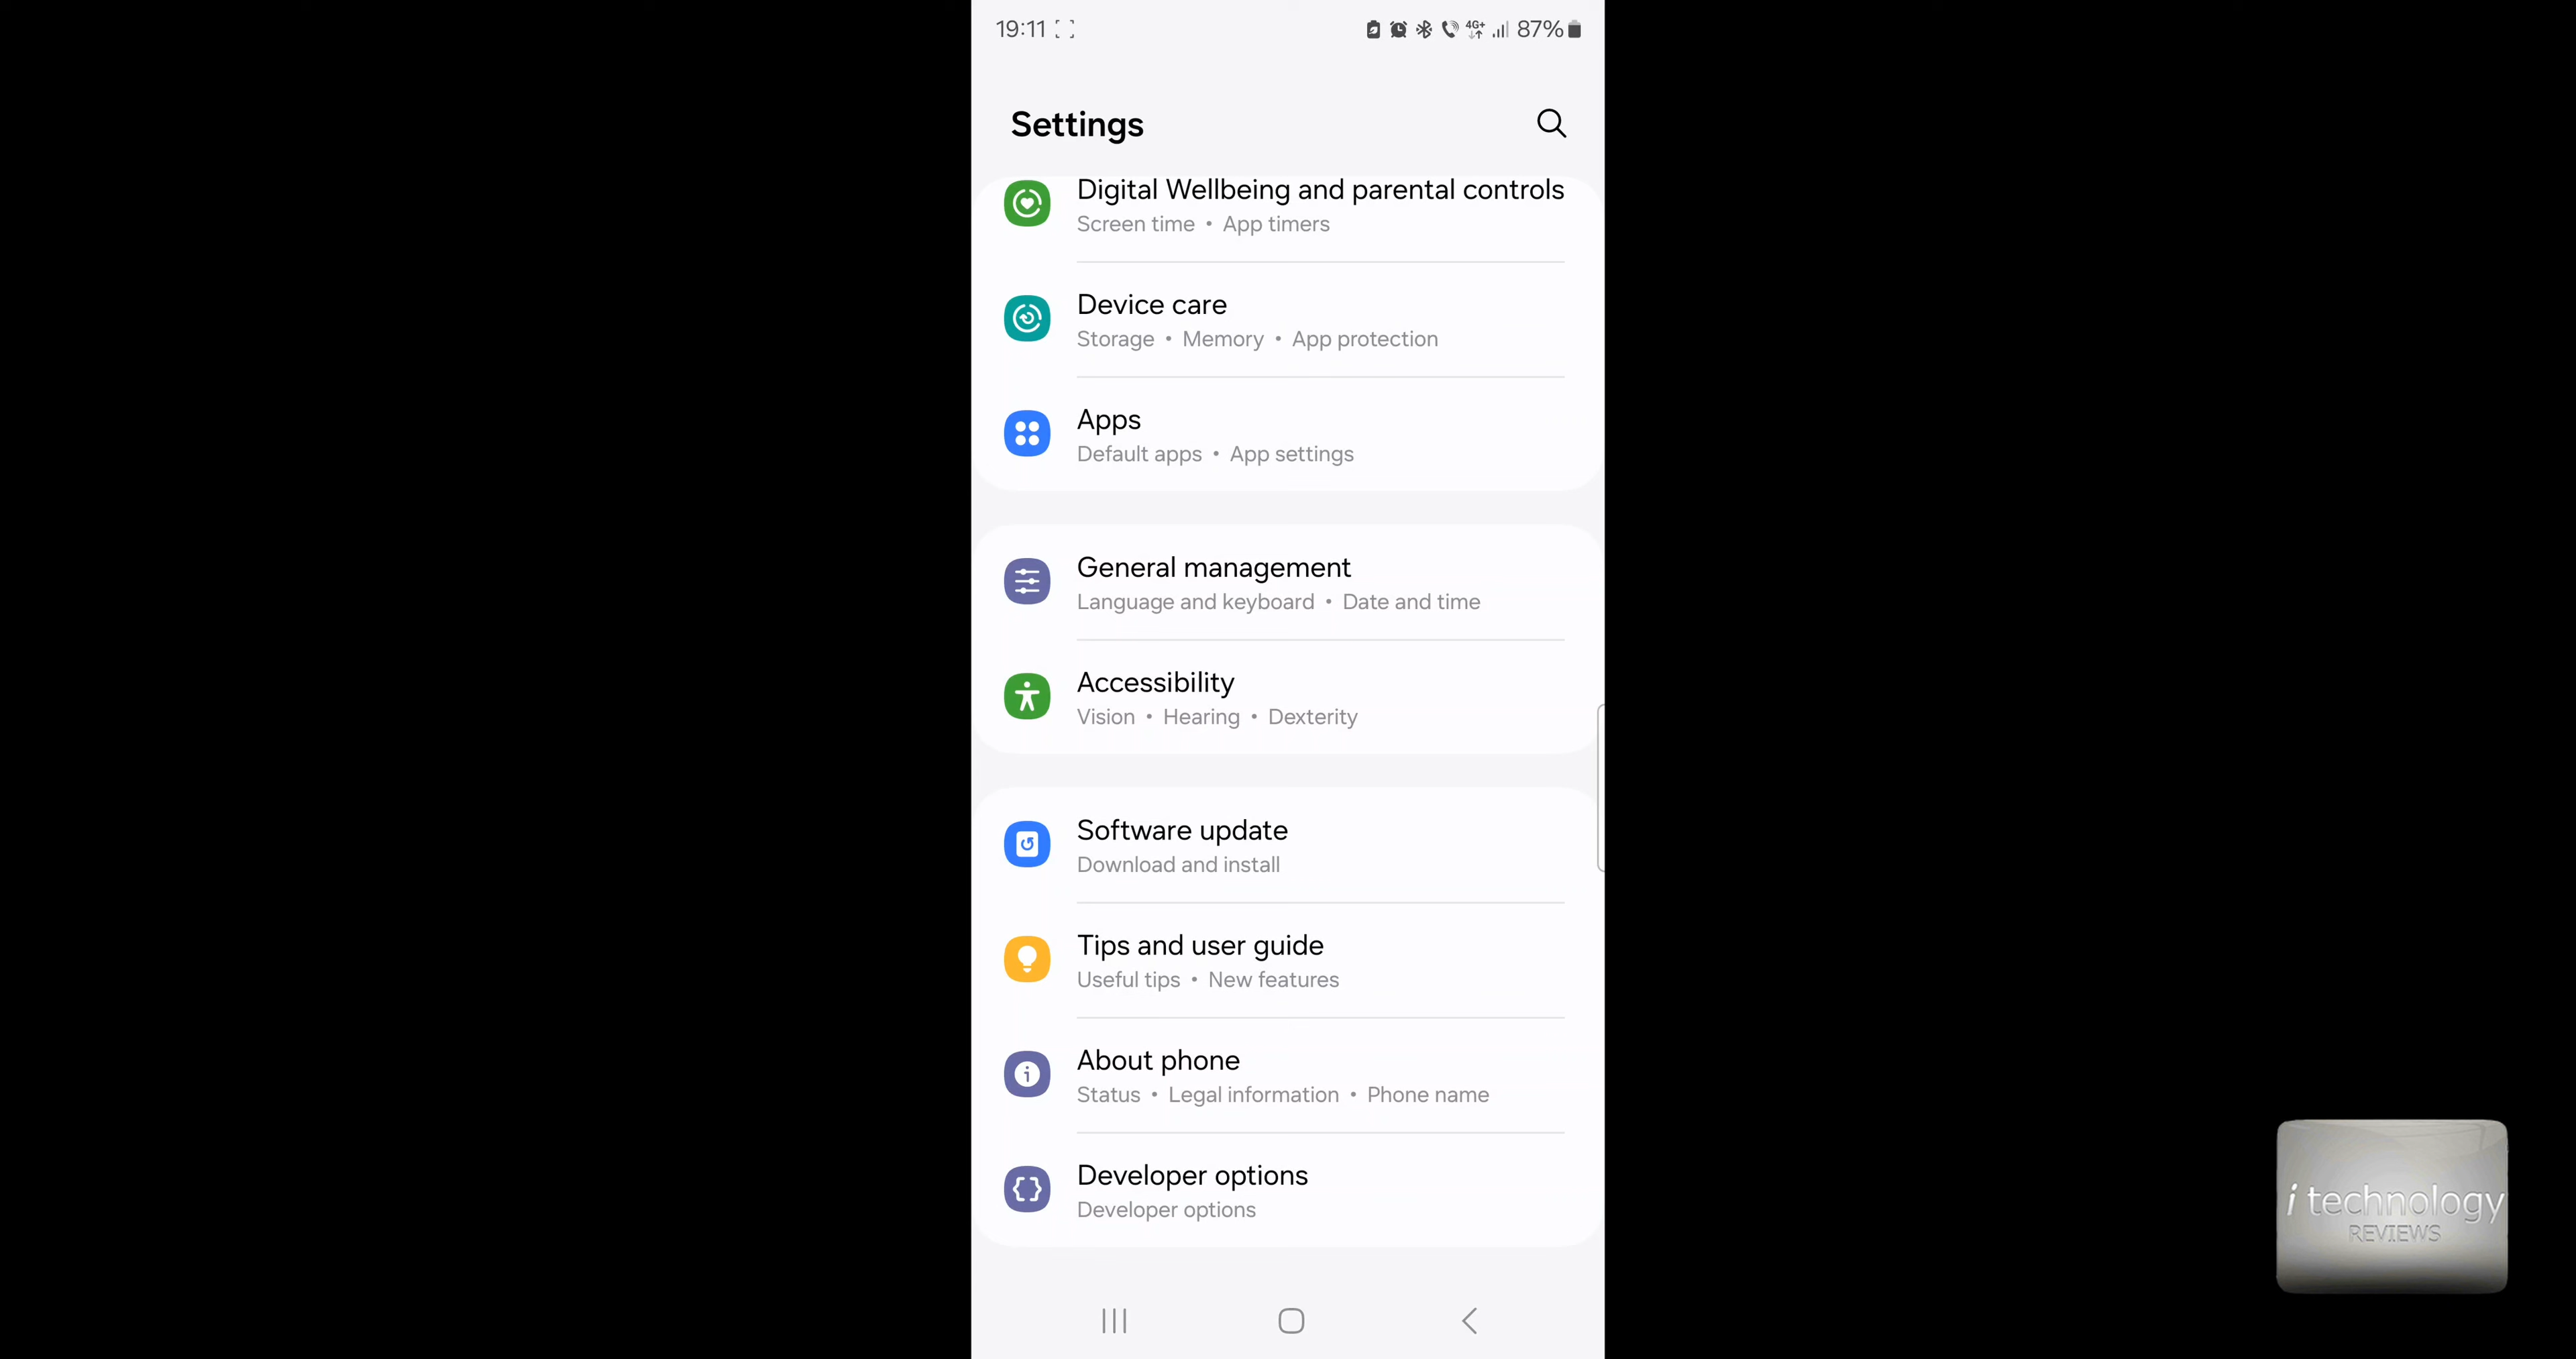 19:11
4G+ 87%
Settings
Digital Wellbeing and parental controls
Screen time • App timers
Device care
Storage • Memory • App protection
Apps
Default apps • App settings
General management
Language and keyboard • Date and time
Accessibility
Vision • Hearing • Dexterity
Software update
Download and install
Tips and user guide
Useful tips • New features
About phone
Status • Legal information • Phone name
Developer options
Developer options
i technology
REVIEWS